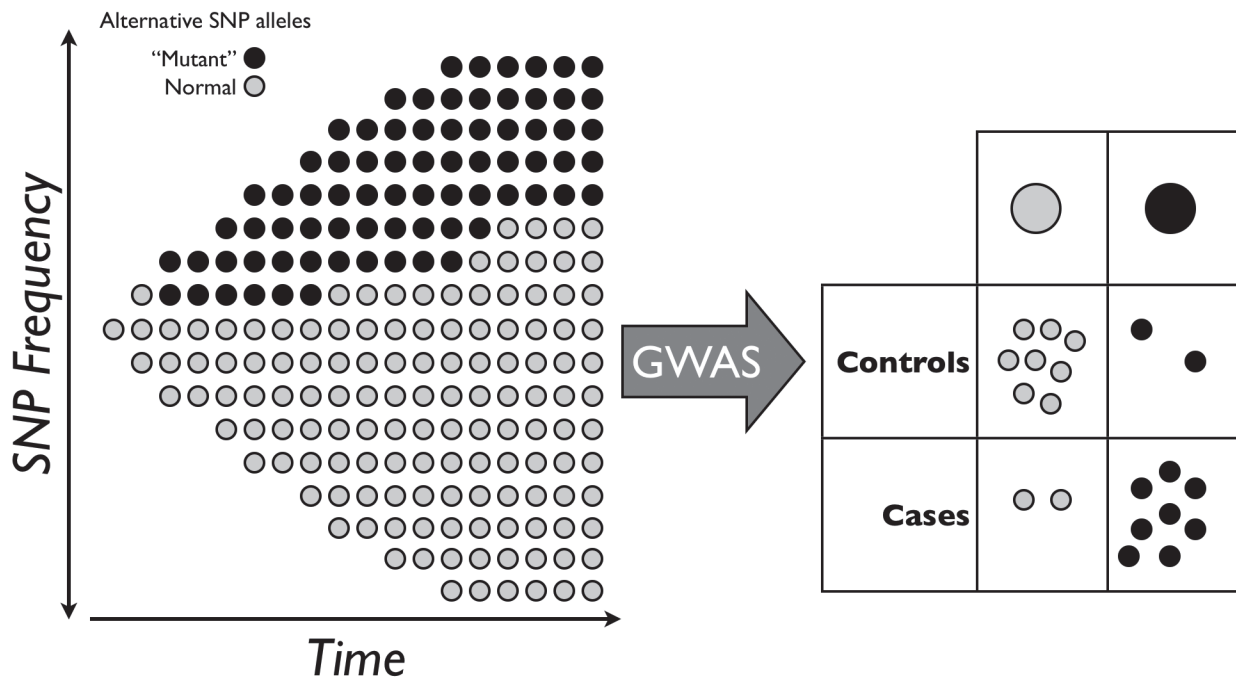 Alternative SNP alleles
“Mutant”
Normal
SNP Frequency
Time
GWAS
Controls
Cases